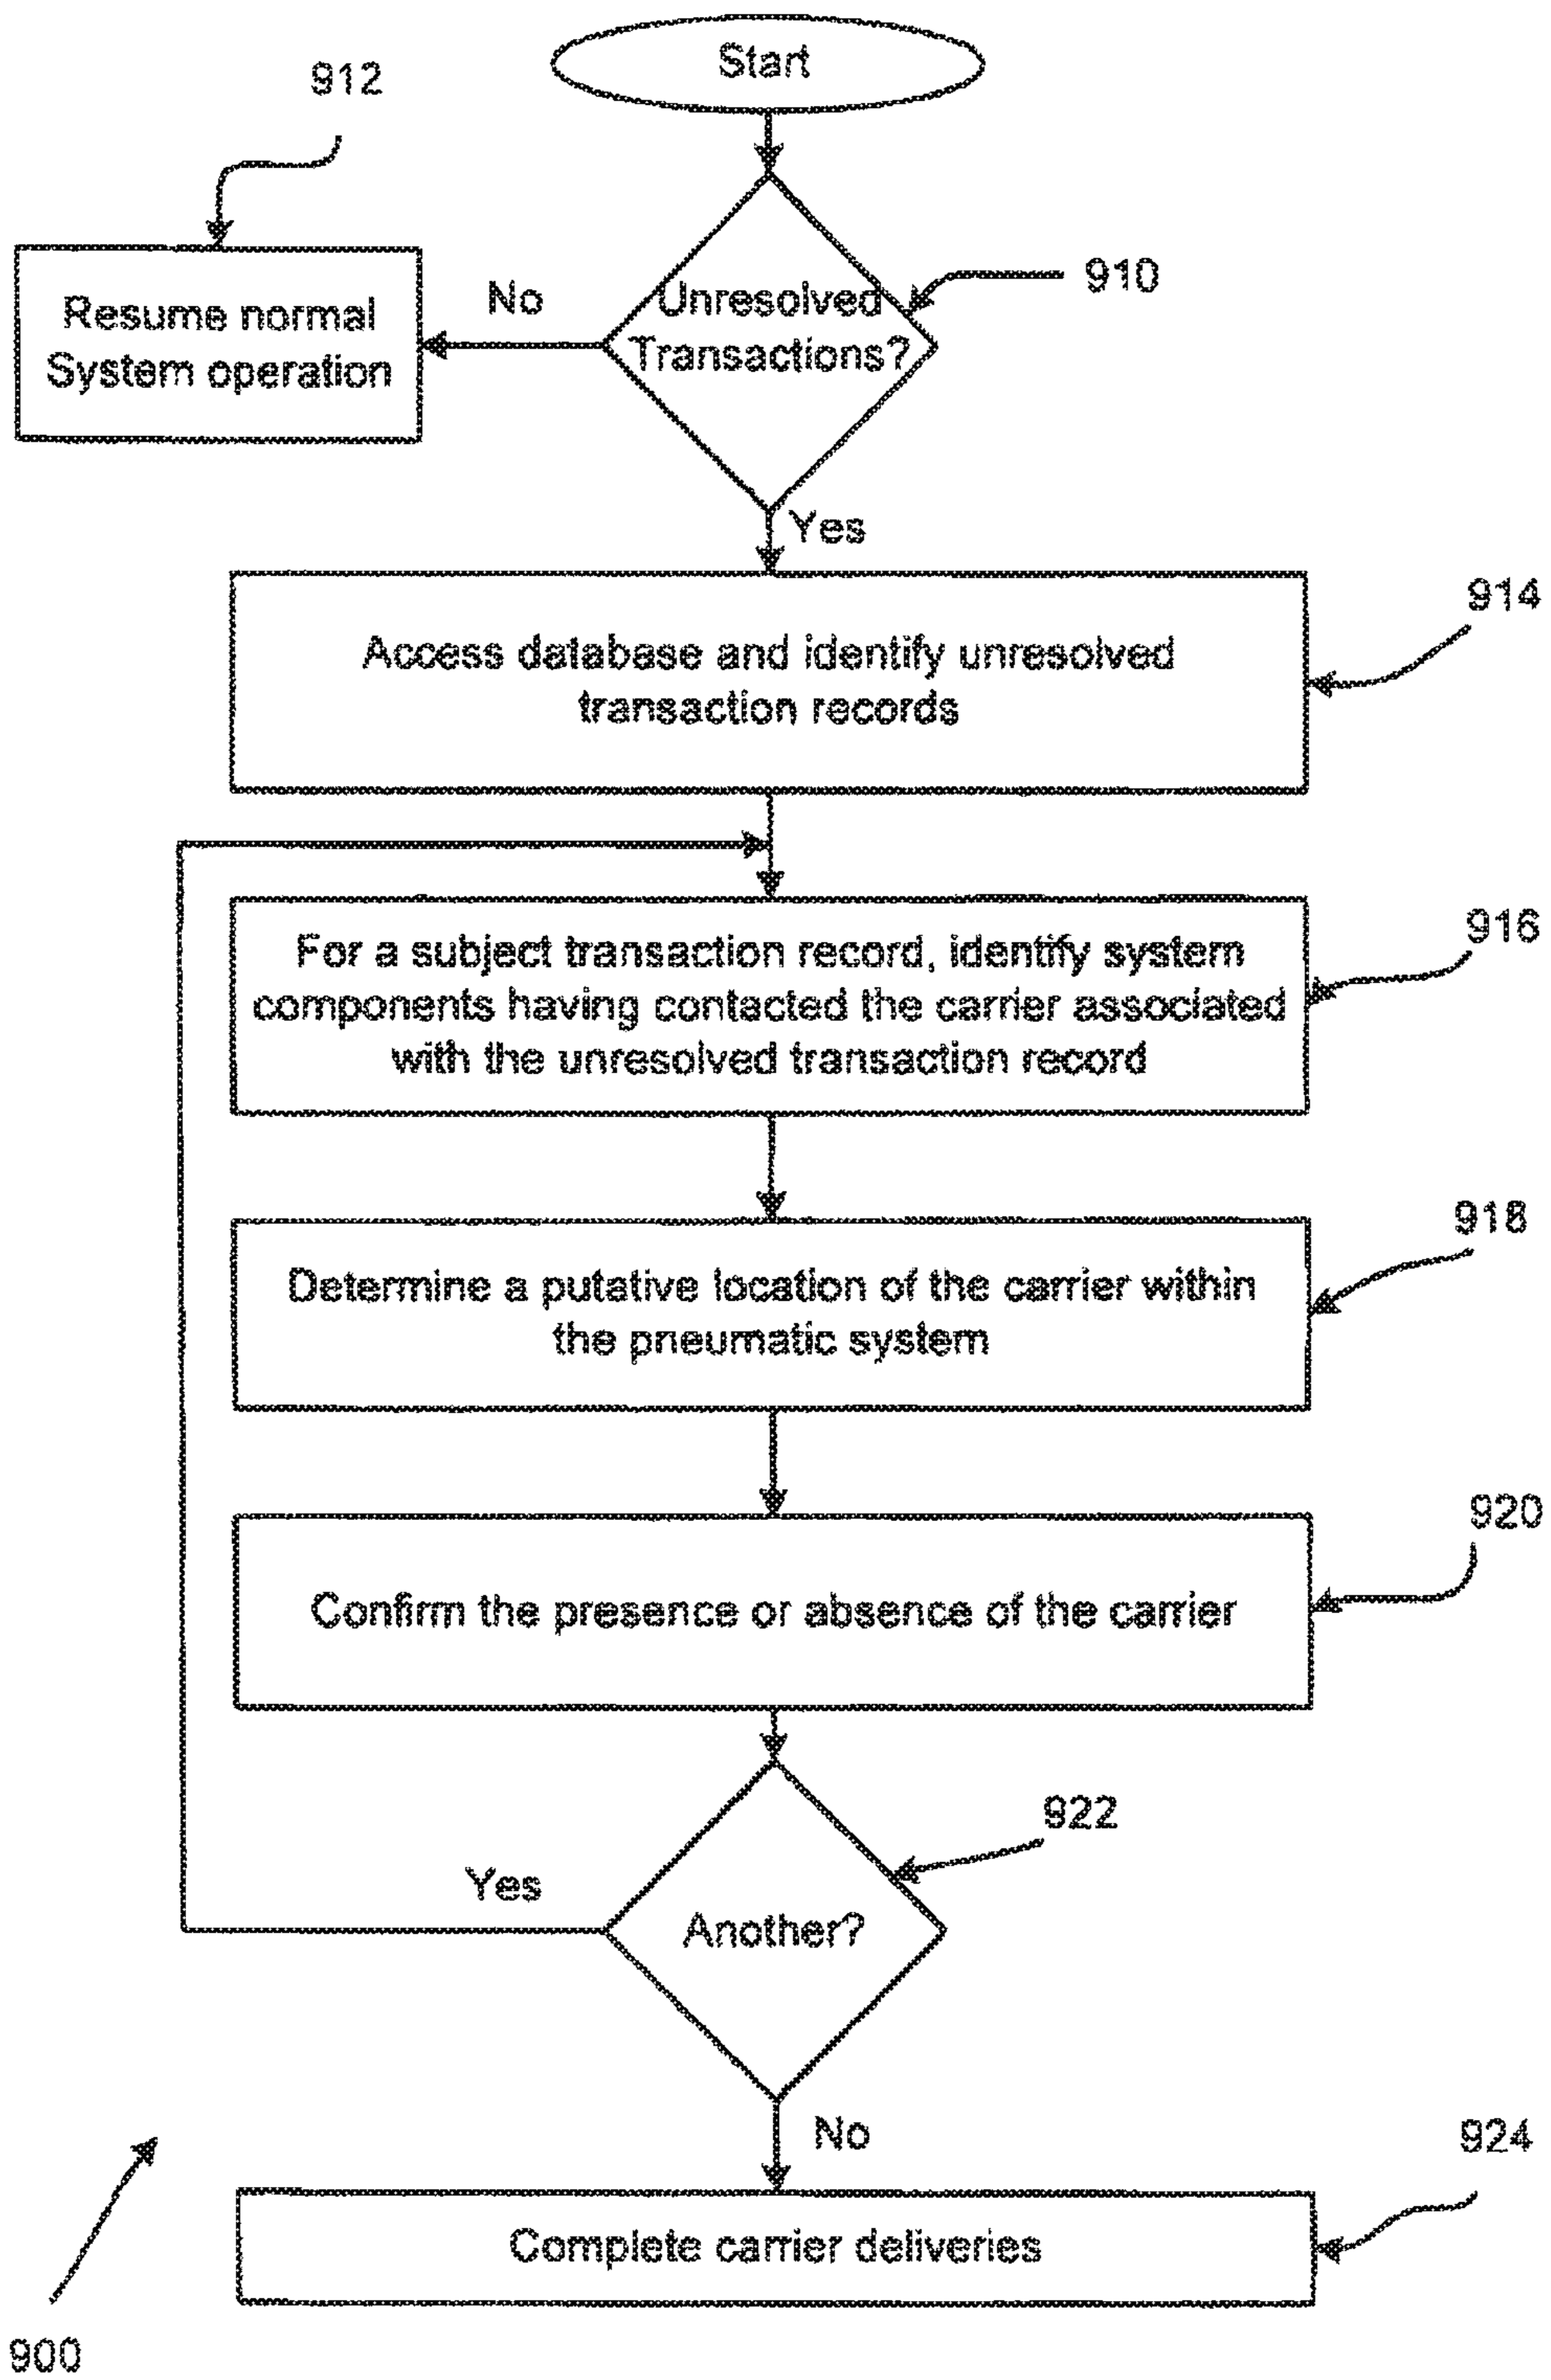 Start
912
910
Unresolved
Transactions?
No
Resume normal
System operation
Yes
914
Access database and identify unresolved
transaction records
916
For a subject transaction record, identify system
components having contacted the carrier associated
with the unresolved transaction record
918
Determine a putative location of the carrier within
the pneumatic system
920
Confirm the presence or absence of the carrier
922
Yes
Another?
No
924
Complete carrier deliveries
900